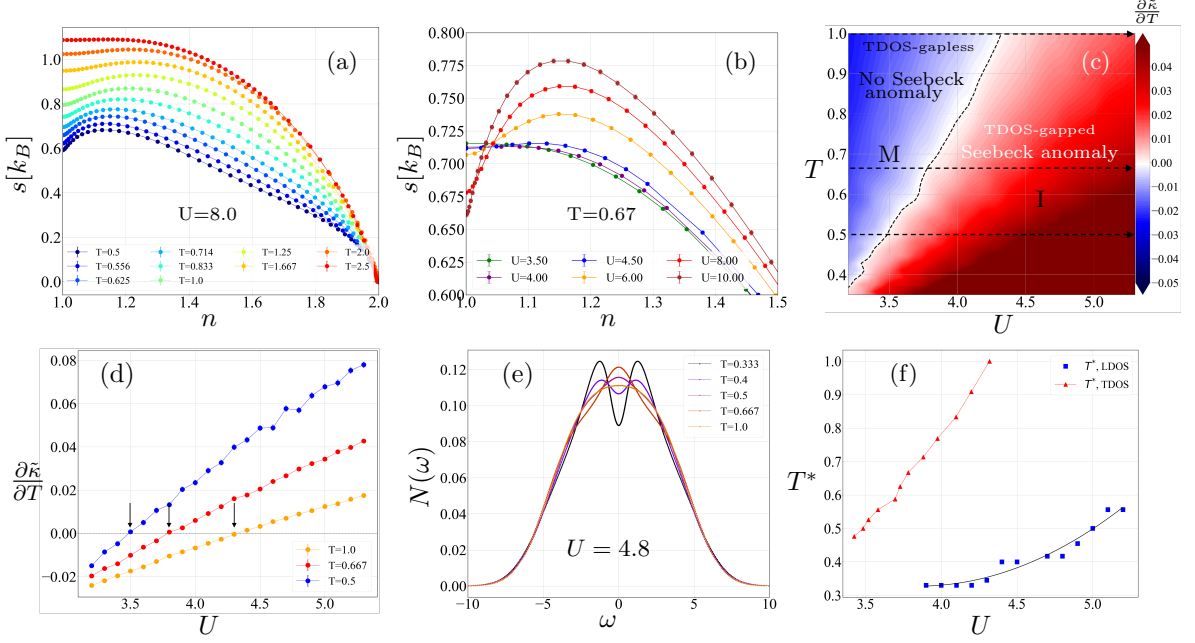 (a)
s[k_B]
1.0
0.8
0.6
0.4
0.2
0.0
U=8.0
T=0.5
T=0.556
T=0.625
T=0.714
T=0.833
T=1.0
T=1.25
T=1.667
T=2.0
T=2.5
1.0 1.2 1.4 1.6 1.8 2.0
n
(b)
s[k_B]
0.800
0.775
0.750
0.725
0.700
0.675
0.650
0.625
0.600
T=0.67
U=3.50
U=4.00
U=4.50
U=6.00
U=8.00
U=10.00
1.0 1.1 1.2 1.3 1.4 1.5
n
∂κ̃/∂T
(c)
T
1.0
0.9
0.8
0.7
0.6
0.5
0.4
TDOS-gapless
No Seebeck
anomaly
TDOS-gapped
Seebeck anomaly
M
I
0.04
0.03
0.02
0.01
0.00
−0.01
−0.02
−0.03
−0.04
−0.05
3.5 4.0 4.5 5.0
U
(d)
∂κ̃/∂T
0.08
0.06
0.04
0.02
0.00
−0.02
T=1.0
T=0.667
T=0.5
3.5 4.0 4.5 5.0
U
(e)
N(ω)
0.12
0.10
0.08
0.06
0.04
0.02
0.00
T=0.333
T=0.4
T=0.5
T=0.667
T=1.0
U = 4.8
−10 −5 0 5 10
ω
(f)
T*
1.0
0.9
0.8
0.7
0.6
0.5
0.4
0.3
T*, LDOS
T*, TDOS
3.5 4.0 4.5 5.0
U